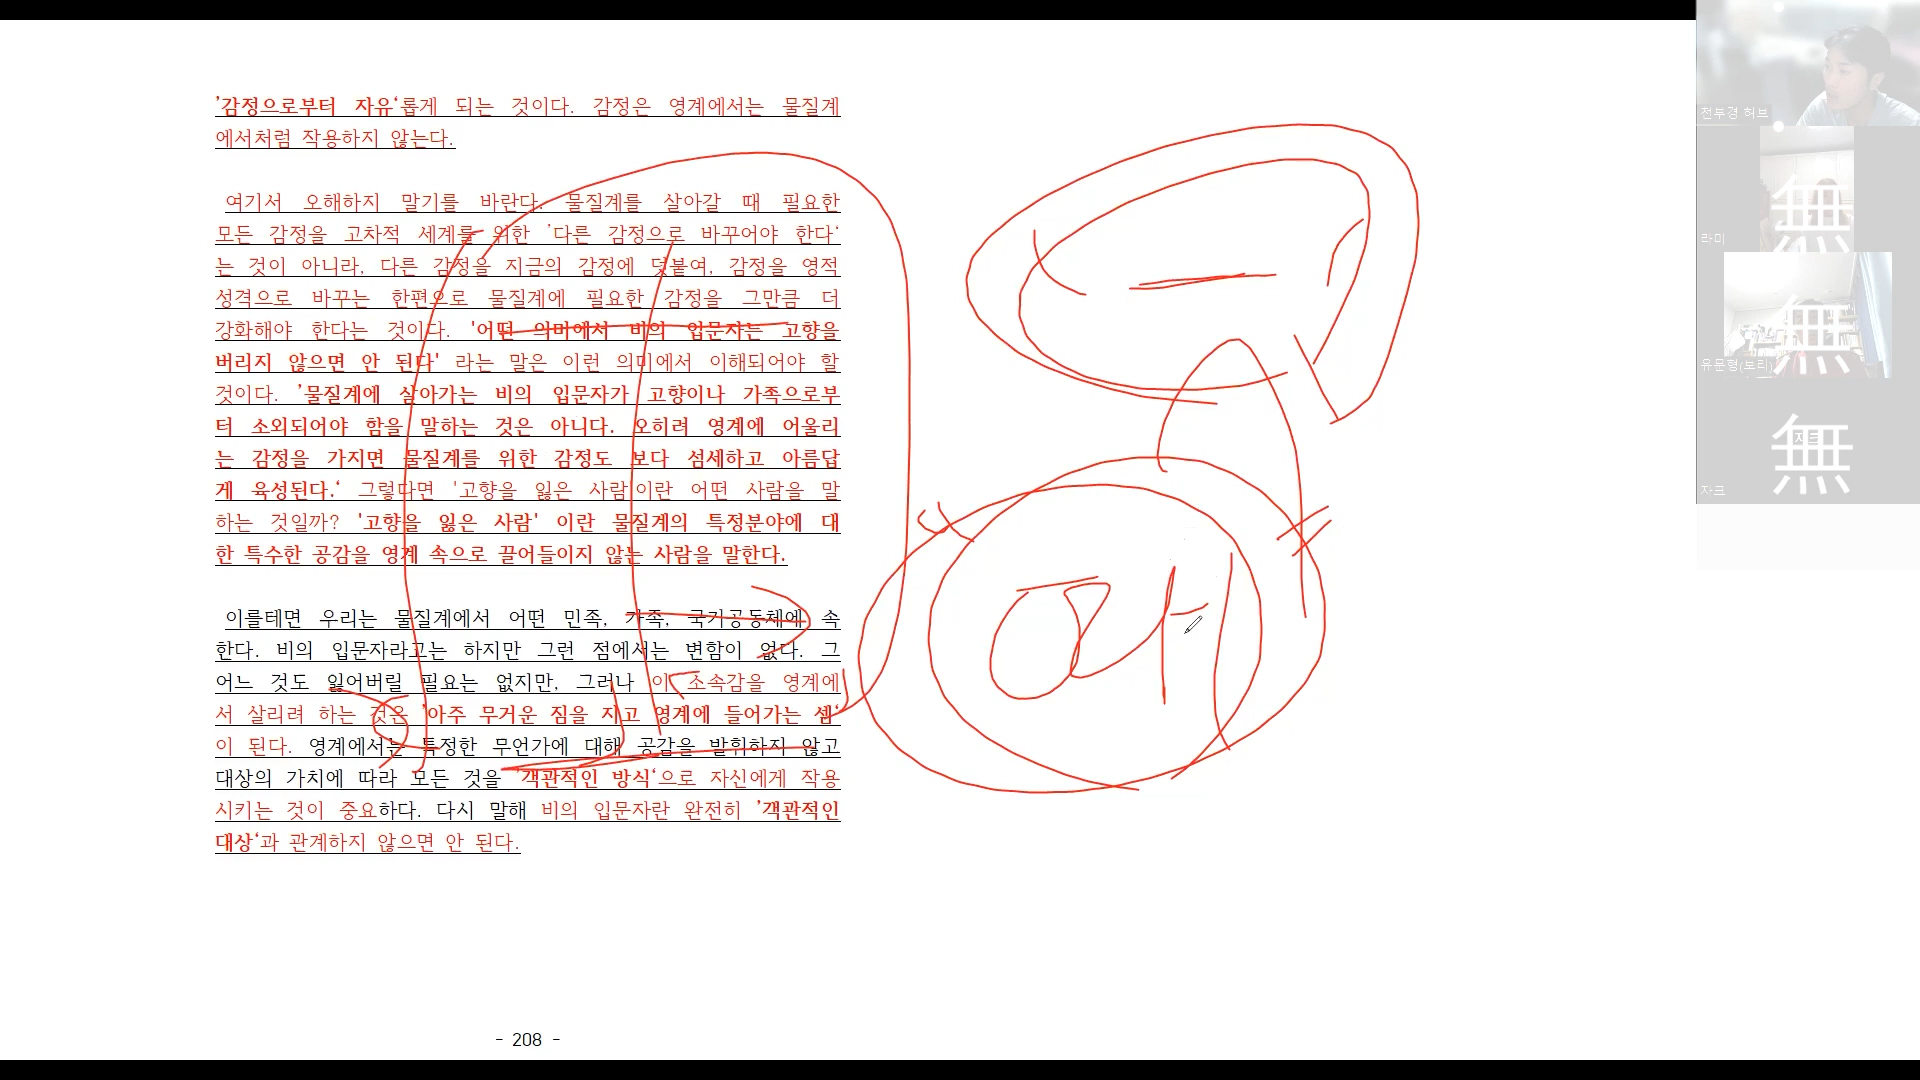 '감정으로부터 자유‘롭게 되는 것이다. 감정은 영계에서는 물질계
에서처럼 작용하지 않는다.
여기서 오해하지 말기를 바란다. 물질계를 살아갈 때 필요한
모든 감정을 고차적 세계를 위한 '다른 감정으로 바꾸어야 한다‘
는 것이 아니라, 다른 감정을 지금의 감정에 덧붙여, 감정을 영적
성격으로 바꾸는 한편으로 물질계에 필요한 감정을 그만큼 더
강화해야 한다는 것이다. '어떤 의미에서 비의 입문자는 고향을
버리지 않으면 안 된다' 라는 말은 이런 의미에서 이해되어야 할
것이다. '물질계에 살아가는 비의 입문자가 고향이나 가족으로부
터 소외되어야 함을 말하는 것은 아니다. 오히려 영계에 어울리
는 감정을 가지면 물질계를 위한 감정도 보다 섬세하고 아름답
게 육성된다.‘ 그렇다면 '고향을 잃은 사람'이란 어떤 사람을 말
하는 것일까? '고향을 잃은 사람' 이란 물질계의 특정분야에 대
한 특수한 공감을 영계 속으로 끌어들이지 않는 사람을 말한다.
이를테면 우리는 물질계에서 어떤 민족, 가족, 국가공동체에 속
한다. 비의 입문자라고는 하지만 그런 점에서는 변함이 없다. 그
어느 것도 잃어버릴 필요는 없지만, 그러나 이 소속감을 영계에
서 살리려 하는 것은 '아주 무거운 짐을 지고 영계에 들어가는 셈‘
이 된다. 영계에서는 특정한 무언가에 대해 공감을 발휘하지 않고
대상의 가치에 따라 모든 것을 '객관적인 방식‘으로 자신에게 작용
시키는 것이 중요하다. 다시 말해 비의 입문자란 완전히 '객관적인
대상‘과 관계하지 않으면 안 된다.
- 208 -
전투경 허브
無
라미
無
유문형(보리)
無
자크
자크